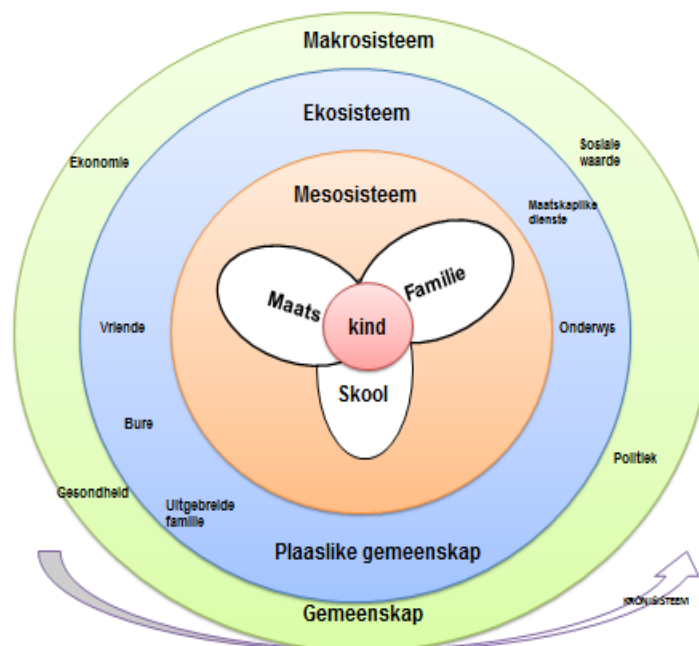 Makrosisteem
Ekosisteem
Ekonomie
Sosiale
waarde
Mesosisteem
Maatskaplike
dienste
Familie
Maats
kind
Vriende
Onderwys
Skool
Bure
Politiek
Gesondheid
Uitgebreide
familie
Plaaslike gemeenskap
Gemeenskap